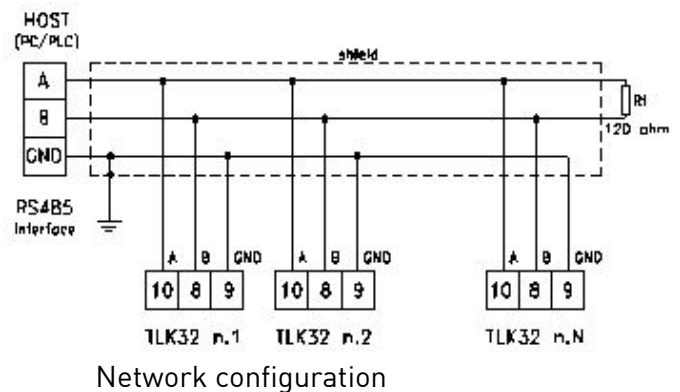 HOST
(PC/PLC)
shield
A
B
GND
Rt
120 ohm
RS485
Interface
A B GND
10 8 9
TLK32 n.1
A B GND
10 8 9
TLK32 n.2
A B GND
10 8 9
TLK32 n.N
Network configuration